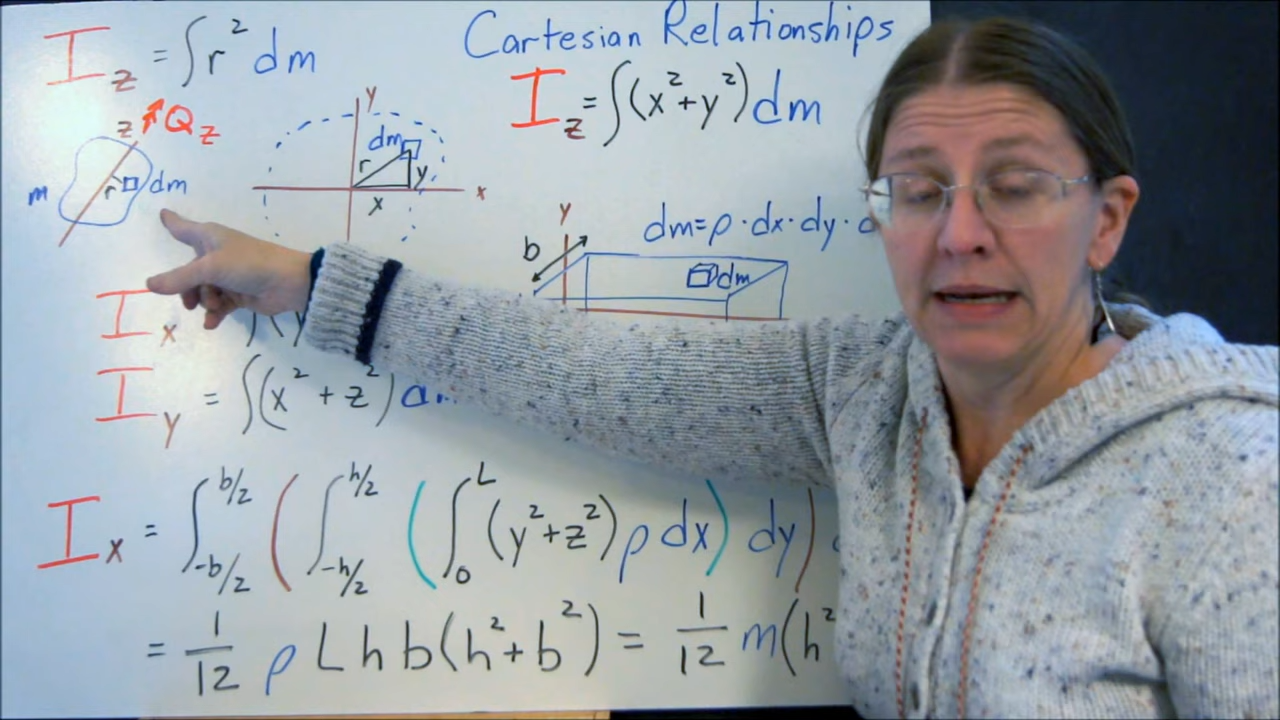 I_z = ∫r² dm
Cartesian Relationships
I_z = ∫(x²+y²)dm
z Q_z
m r dm
y
dm
r y
x
x
dm=ρ·dx·dy·
y
b
dm
I_x ∫(y
I_y = ∫(x² + z²)
I_x = ∫_{-b/2}^{b/2} ( ∫_{-h/2}^{h/2} ( ∫_0^L (y²+z²) ρ dx) dy)
= 1/12 ρ L h b(h²+b²) = 1/12 m(h²